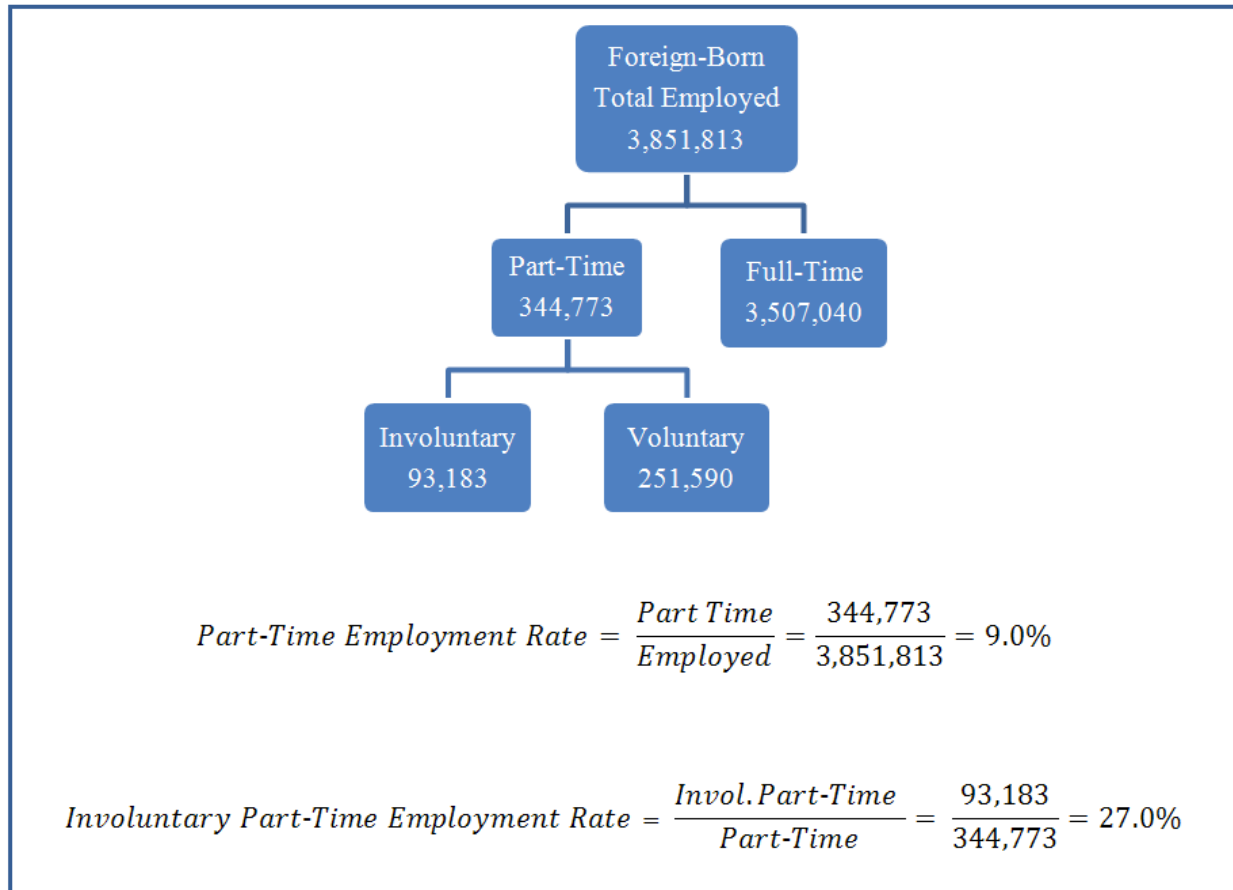 Foreign-Born
Total Employed
3,851,813
Part-Time
344,773
Full-Time
3,507,040
Involuntary
93,183
Voluntary
251,590
Part-Time Employment Rate = Part Time / Employed = 344,773 / 3,851,813 = 9.0%
Involuntary Part-Time Employment Rate = Invol. Part-Time / Part-Time = 93,183 / 344,773 = 27.0%